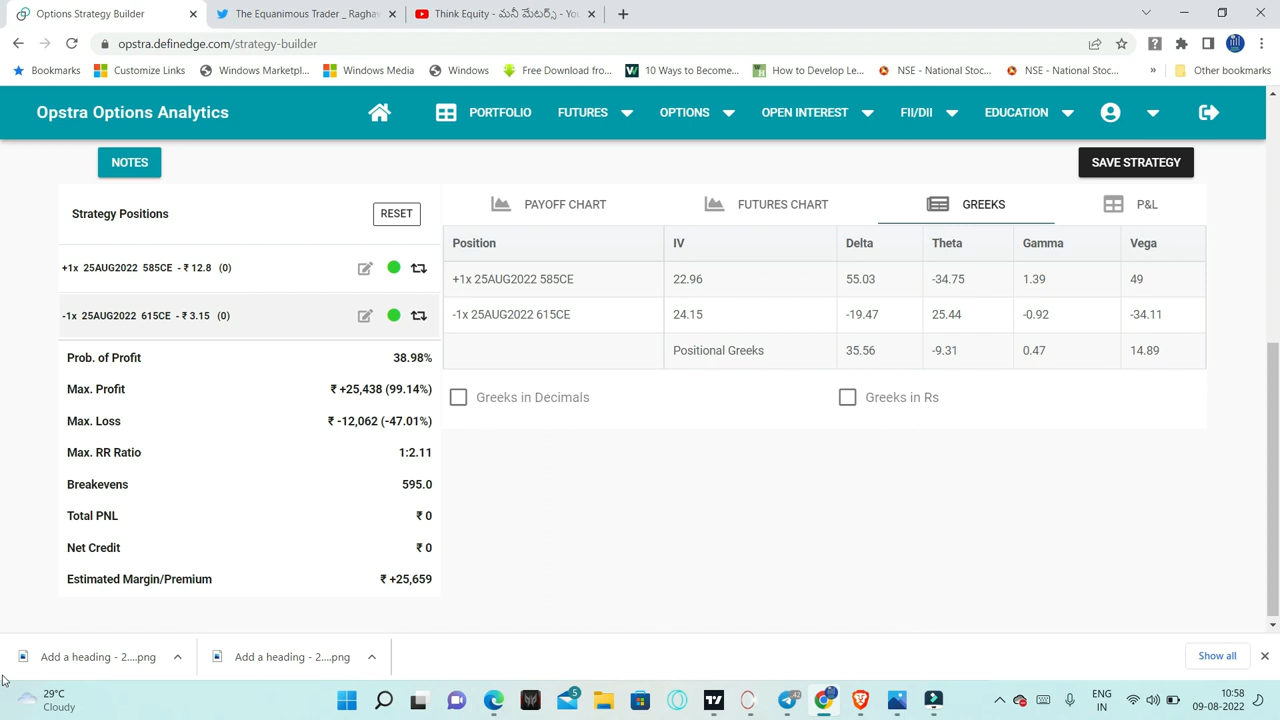 Options Strategy Builder
The Equanimous Trader _ Raghav
Think Equity - మనీ మేటర్స్ - You
opstra.definedge.com/strategy-builder
Bookmarks Customize Links Windows Marketpl... Windows Media Windows Free Download from... 10 Ways to Become... How to Develop Le... NSE - National Stoc... NSE - National Stoc... » Other bookmarks
Opstra Options Analytics PORTFOLIO FUTURES OPTIONS OPEN INTEREST FII/DII EDUCATION
NOTES
SAVE STRATEGY
Strategy Positions RESET
+1x 25AUG2022 585CE - ₹ 12.8 (0)
-1x 25AUG2022 615CE - ₹ 3.15 (0)
Prob. of Profit 38.98%
Max. Profit ₹ +25,438 (99.14%)
Max. Loss ₹ -12,062 (-47.01%)
Max. RR Ratio 1:2.11
Breakevens 595.0
Total PNL ₹ 0
Net Credit ₹ 0
Estimated Margin/Premium ₹ +25,659
PAYOFF CHART FUTURES CHART GREEKS P&L
Position IV Delta Theta Gamma Vega
+1x 25AUG2022 585CE 22.96 55.03 -34.75 1.39 49
-1x 25AUG2022 615CE 24.15 -19.47 25.44 -0.92 -34.11
Positional Greeks 35.56 -9.31 0.47 14.89
Greeks in Decimals Greeks in Rs
Add a heading - 2....png Add a heading - 2....png Show all
29°C
Cloudy
5
ENG
IN
10:58
09-08-2022